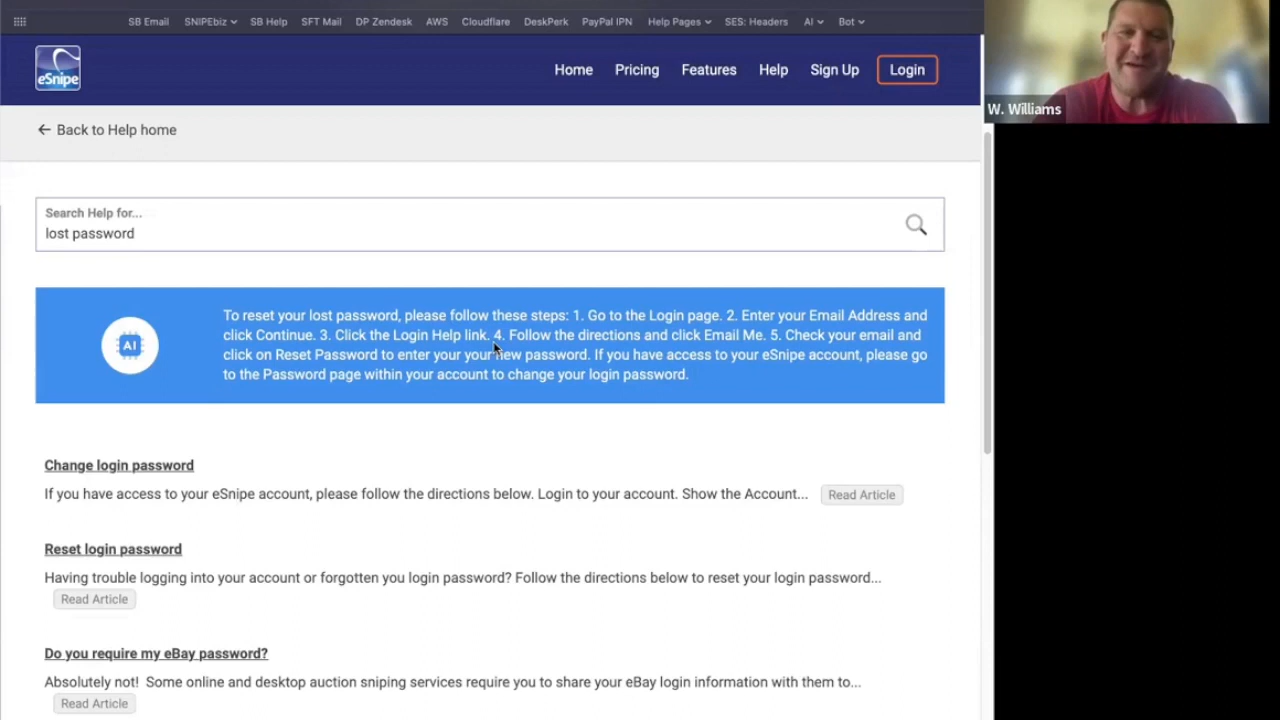 SB Email SNIPEbiz SB Help SFT Mail DP Zendesk AWS Cloudflare DeskPerk PayPal IPN Help Pages SES: Headers AI Bot
eSnipe
Home Pricing Features Help Sign Up Login
W. Williams
Back to Help home
Search Help for...
lost password
AI
To reset your lost password, please follow these steps: 1. Go to the Login page. 2. Enter your Email Address and
click Continue. 3. Click the Login Help link. 4. Follow the directions and click Email Me. 5. Check your email and
click on Reset Password to enter your your new password. If you have access to your eSnipe account, please go
to the Password page within your account to change your login password.
Change login password
If you have access to your eSnipe account, please follow the directions below. Login to your account. Show the Account... Read Article
Reset login password
Having trouble logging into your account or forgotten you login password? Follow the directions below to reset your login password...
Read Article
Do you require my eBay password?
Absolutely not! Some online and desktop auction sniping services require you to share your eBay login information with them to...
Read Article